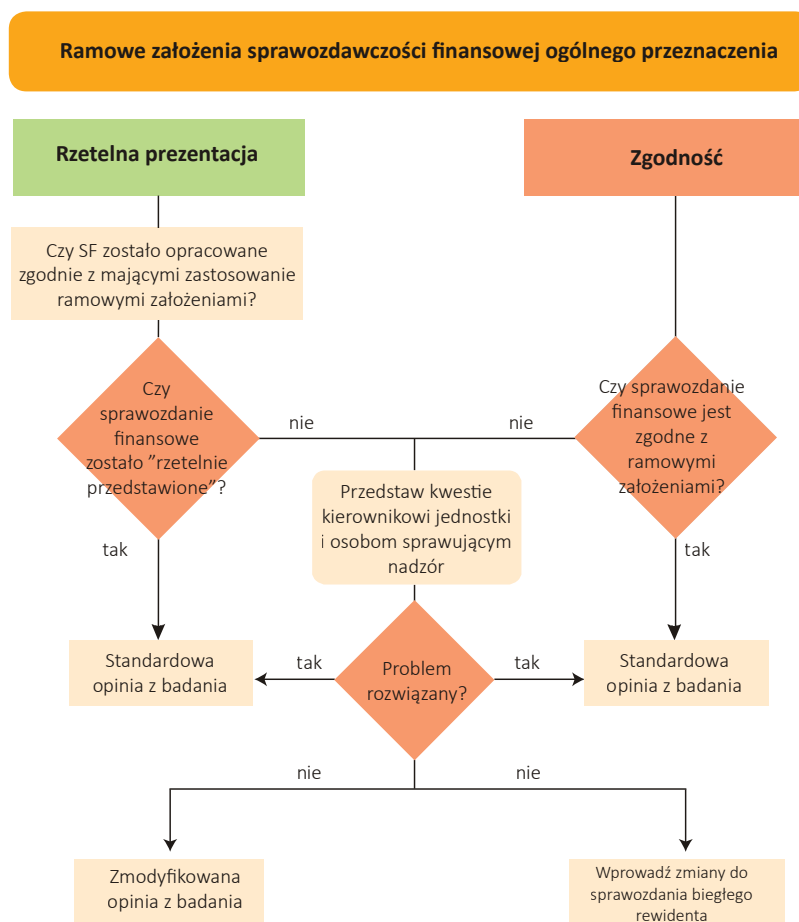 Ramowe założenia sprawozdawczości finansowej ogólnego przeznaczenia
Rzetelna prezentacja
Zgodność
Czy SF zostało opracowane
zgodnie z mającymi zastosowanie
ramowymi założeniami?
Czy
sprawozdanie
finansowe
zostało ”rzetelnie
przedstawione”?
nie
nie
Czy sprawozdanie
finansowe jest
zgodne z
ramowymi
założeniami?
Przedstaw kwestie
kierownikowi jednostki
i osobom sprawującym
nadzór
tak
tak
Standardowa
opinia z badania
tak
Problem
rozwiązany?
tak
Standardowa
opinia z badania
nie
nie
Zmodyfikowana
opinia z badania
Wprowadź zmiany do
sprawozdania biegłego
rewidenta